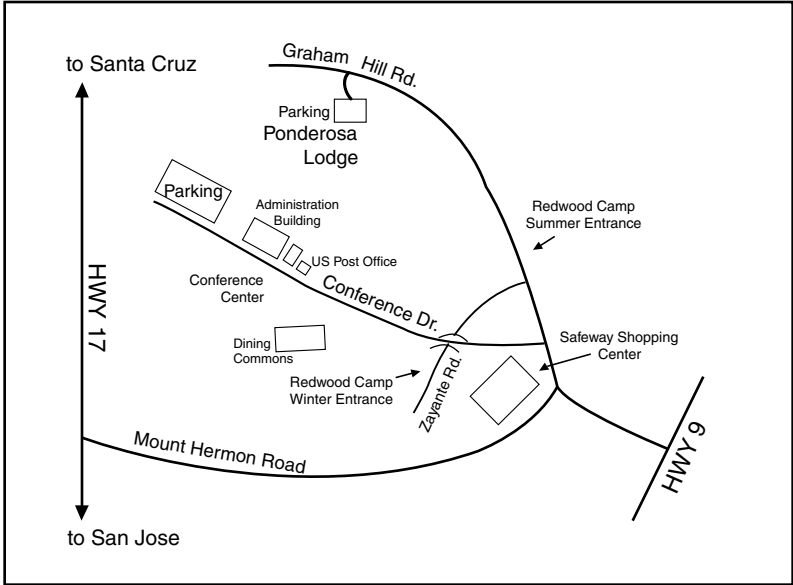 to Santa Cruz
Graham Hill Rd.
Parking
Ponderosa
Lodge
Parking
Administration
Building
US Post Office
Redwood Camp
Summer Entrance
HWY 17
Conference
Center
Conference Dr.
Dining
Commons
Safeway Shopping
Center
Redwood Camp
Winter Entrance
Zayante Rd.
HWY 9
Mount Hermon Road
to San Jose